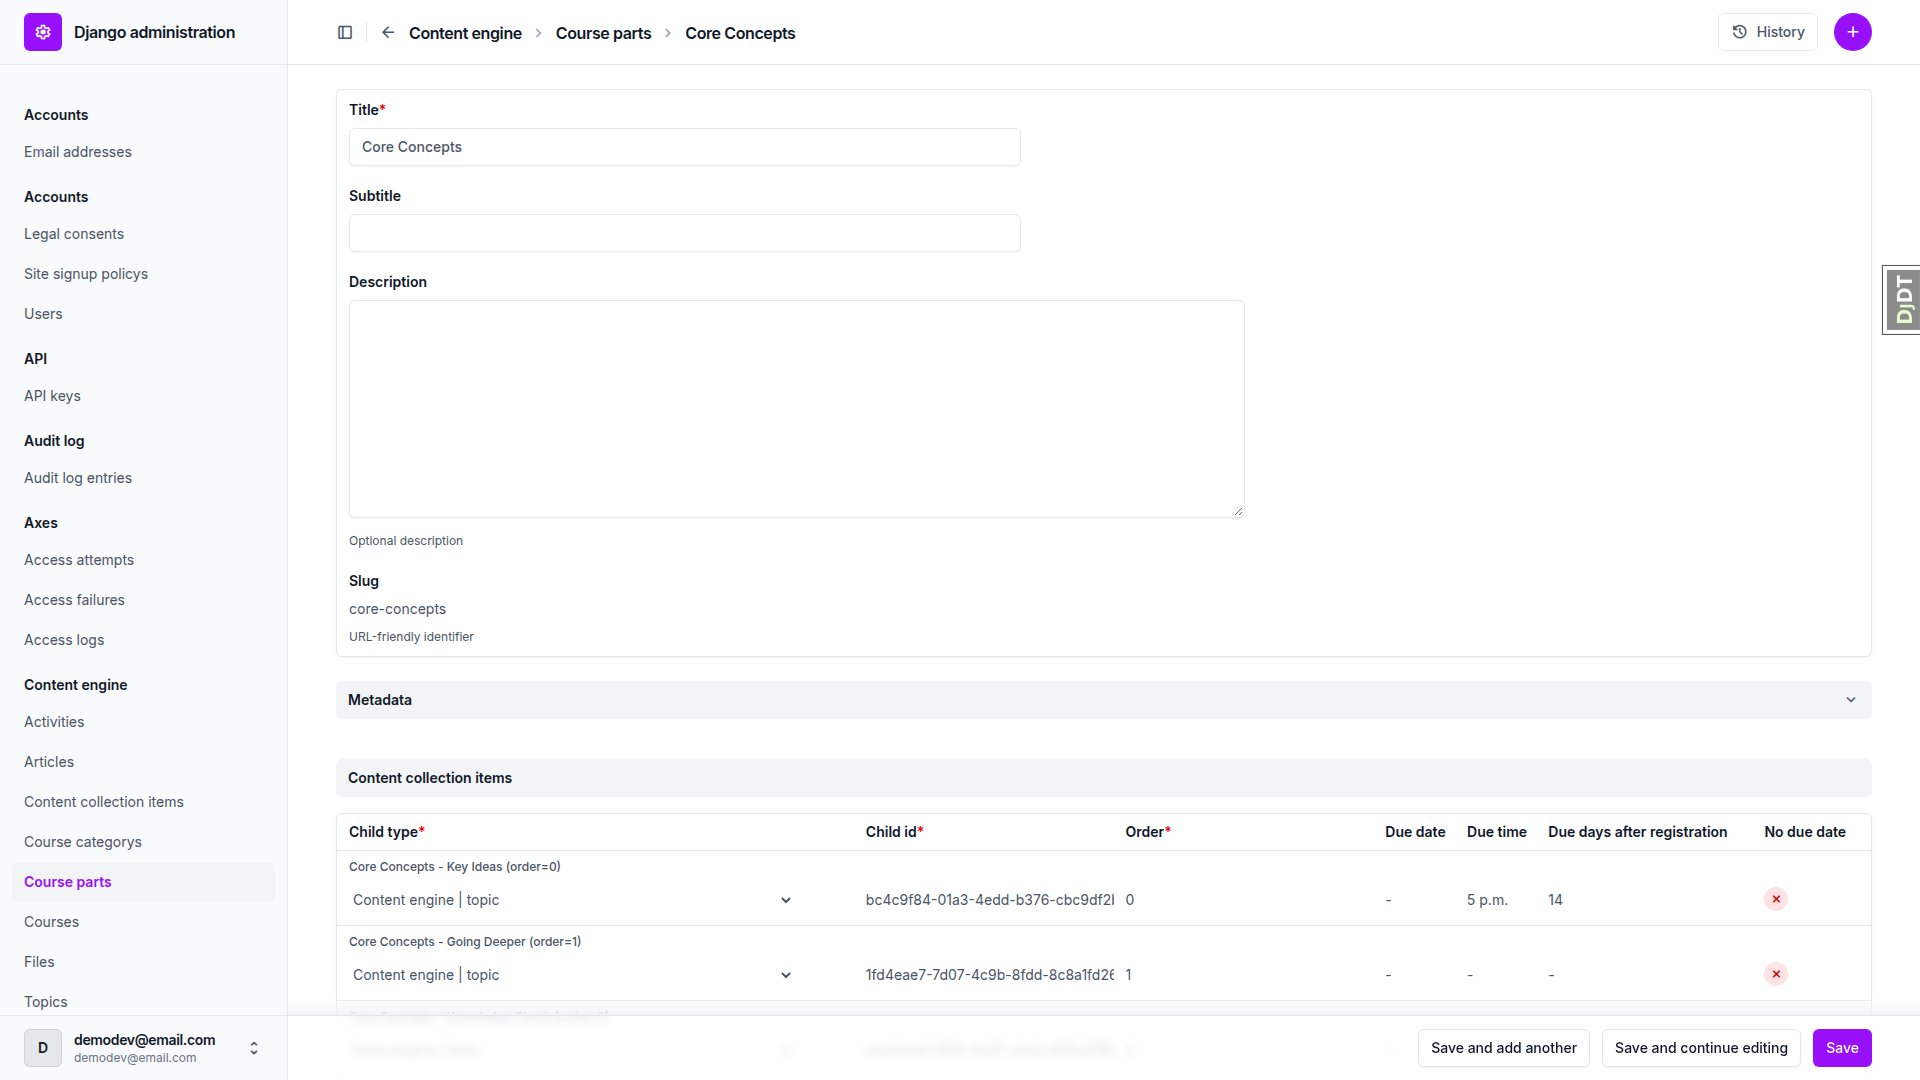 Django administration
Content engine > Course parts > Core Concepts
History
Accounts
Email addresses
Accounts
Legal consents
Site signup policys
Users
API
API keys
Audit log
Audit log entries
Axes
Access attempts
Access failures
Access logs
Content engine
Activities
Articles
Content collection items
Course categorys
Course parts
Courses
Files
Topics
D
demodev@email.com
demodev@email.com
Title*
Core Concepts
Subtitle
Description
Optional description
Slug
core-concepts
URL-friendly identifier
Metadata
Content collection items
Child type* Child id* Order* Due date Due time Due days after registration No due date
Core Concepts - Key Ideas (order=0)
Content engine | topic bc4c9f84-01a3-4edd-b376-cbc9df2 0 - 5 p.m. 14
Core Concepts - Going Deeper (order=1)
Content engine | topic 1fd4eae7-7d07-4c9b-8fdd-8c8a1fd26 1 - - -
Save and add another
Save and continue editing
Save
DjDT